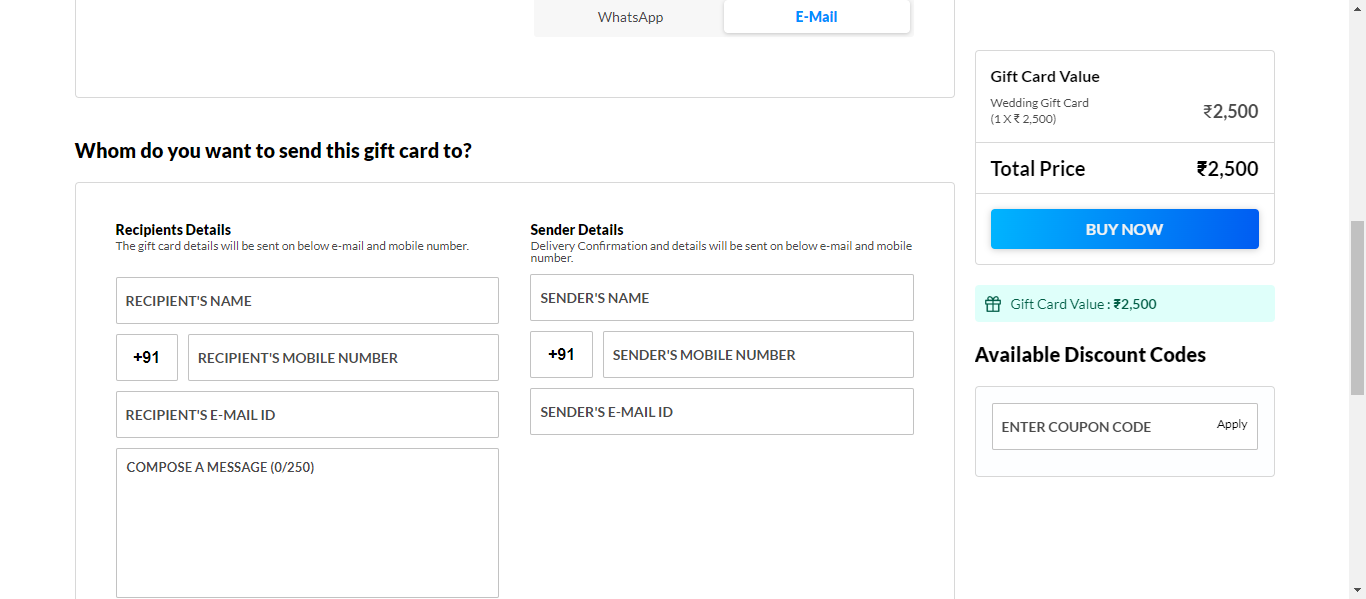 WhatsApp
E-Mail
Whom do you want to send this gift card to?
Recipients Details
The gift card details will be sent on below e-mail and mobile number.
RECIPIENT'S NAME
+91
RECIPIENT'S MOBILE NUMBER
RECIPIENT'S E-MAIL ID
COMPOSE A MESSAGE (0/250)
Sender Details
Delivery Confirmation and details will be sent on below e-mail and mobile
number.
SENDER'S NAME
+91
SENDER'S MOBILE NUMBER
SENDER'S E-MAIL ID
Gift Card Value
Wedding Gift Card
(1 X ₹ 2,500)
₹2,500
Total Price
₹2,500
BUY NOW
Gift Card Value : ₹2,500
Available Discount Codes
ENTER COUPON CODE
Apply